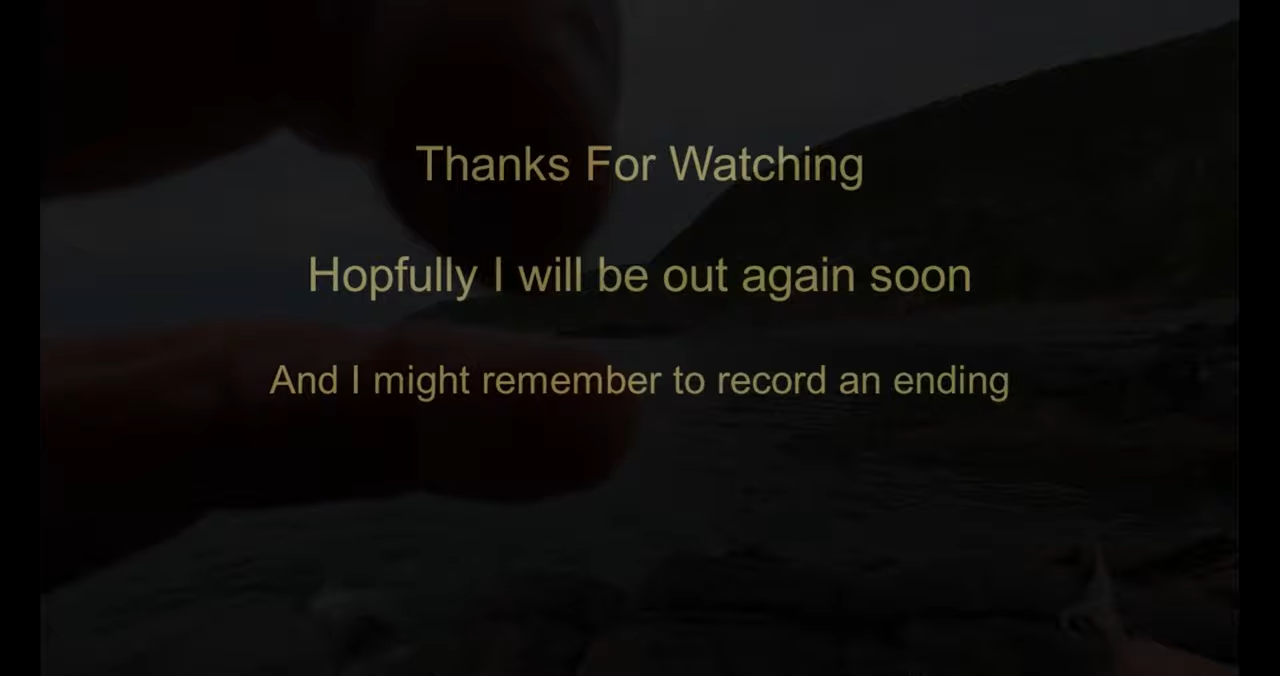 Thanks For Watching
Hopfully I will be out again soon
And I might remember to record an ending